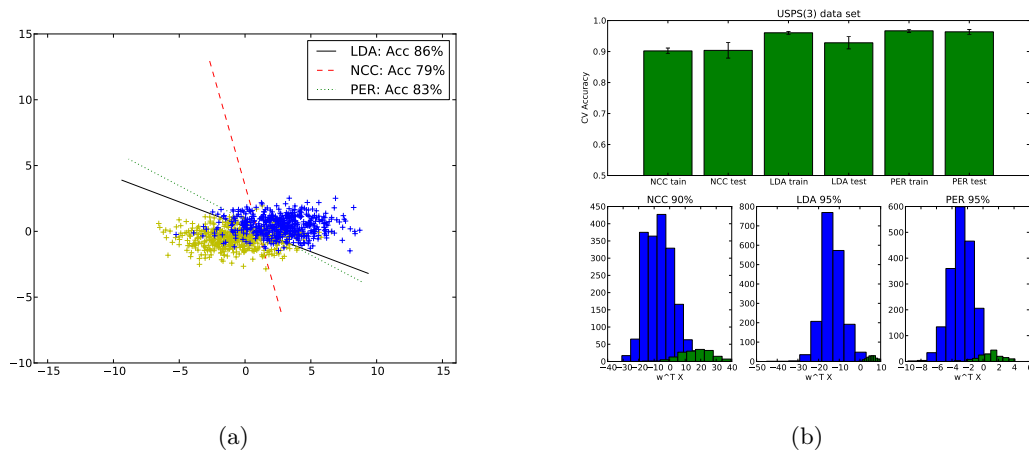 15
10
5
0
−5
−10
−15
−10
−5
0
5
10
15
LDA: Acc 86%
NCC: Acc 79%
PER: Acc 83%
(a)
USPS(3) data set
CV Accuracy
1.0
0.9
0.8
0.7
0.6
0.5
NCC tain
NCC test
LDA train
LDA test
PER train
PER test
NCC 90%
450
400
350
300
250
200
150
100
50
0
−40 −30 −20 −10 0 10 20 30 40
w^T X
LDA 95%
800
700
600
500
400
300
200
100
0
−50 −40 −30 −20 −10 0 10
w^T X
PER 95%
600
500
400
300
200
100
0
−10 −8 −6 −4 −2 0 2 4 6
w^T X
(b)